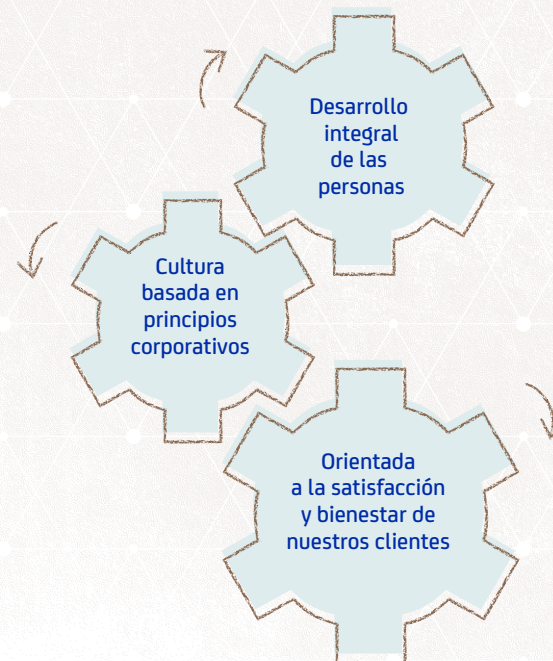 Desarrollo
integral
de las
personas
Cultura
basada en
principios
corporativos
Orientada
a la satisfacción
y bienestar de
nuestros clientes